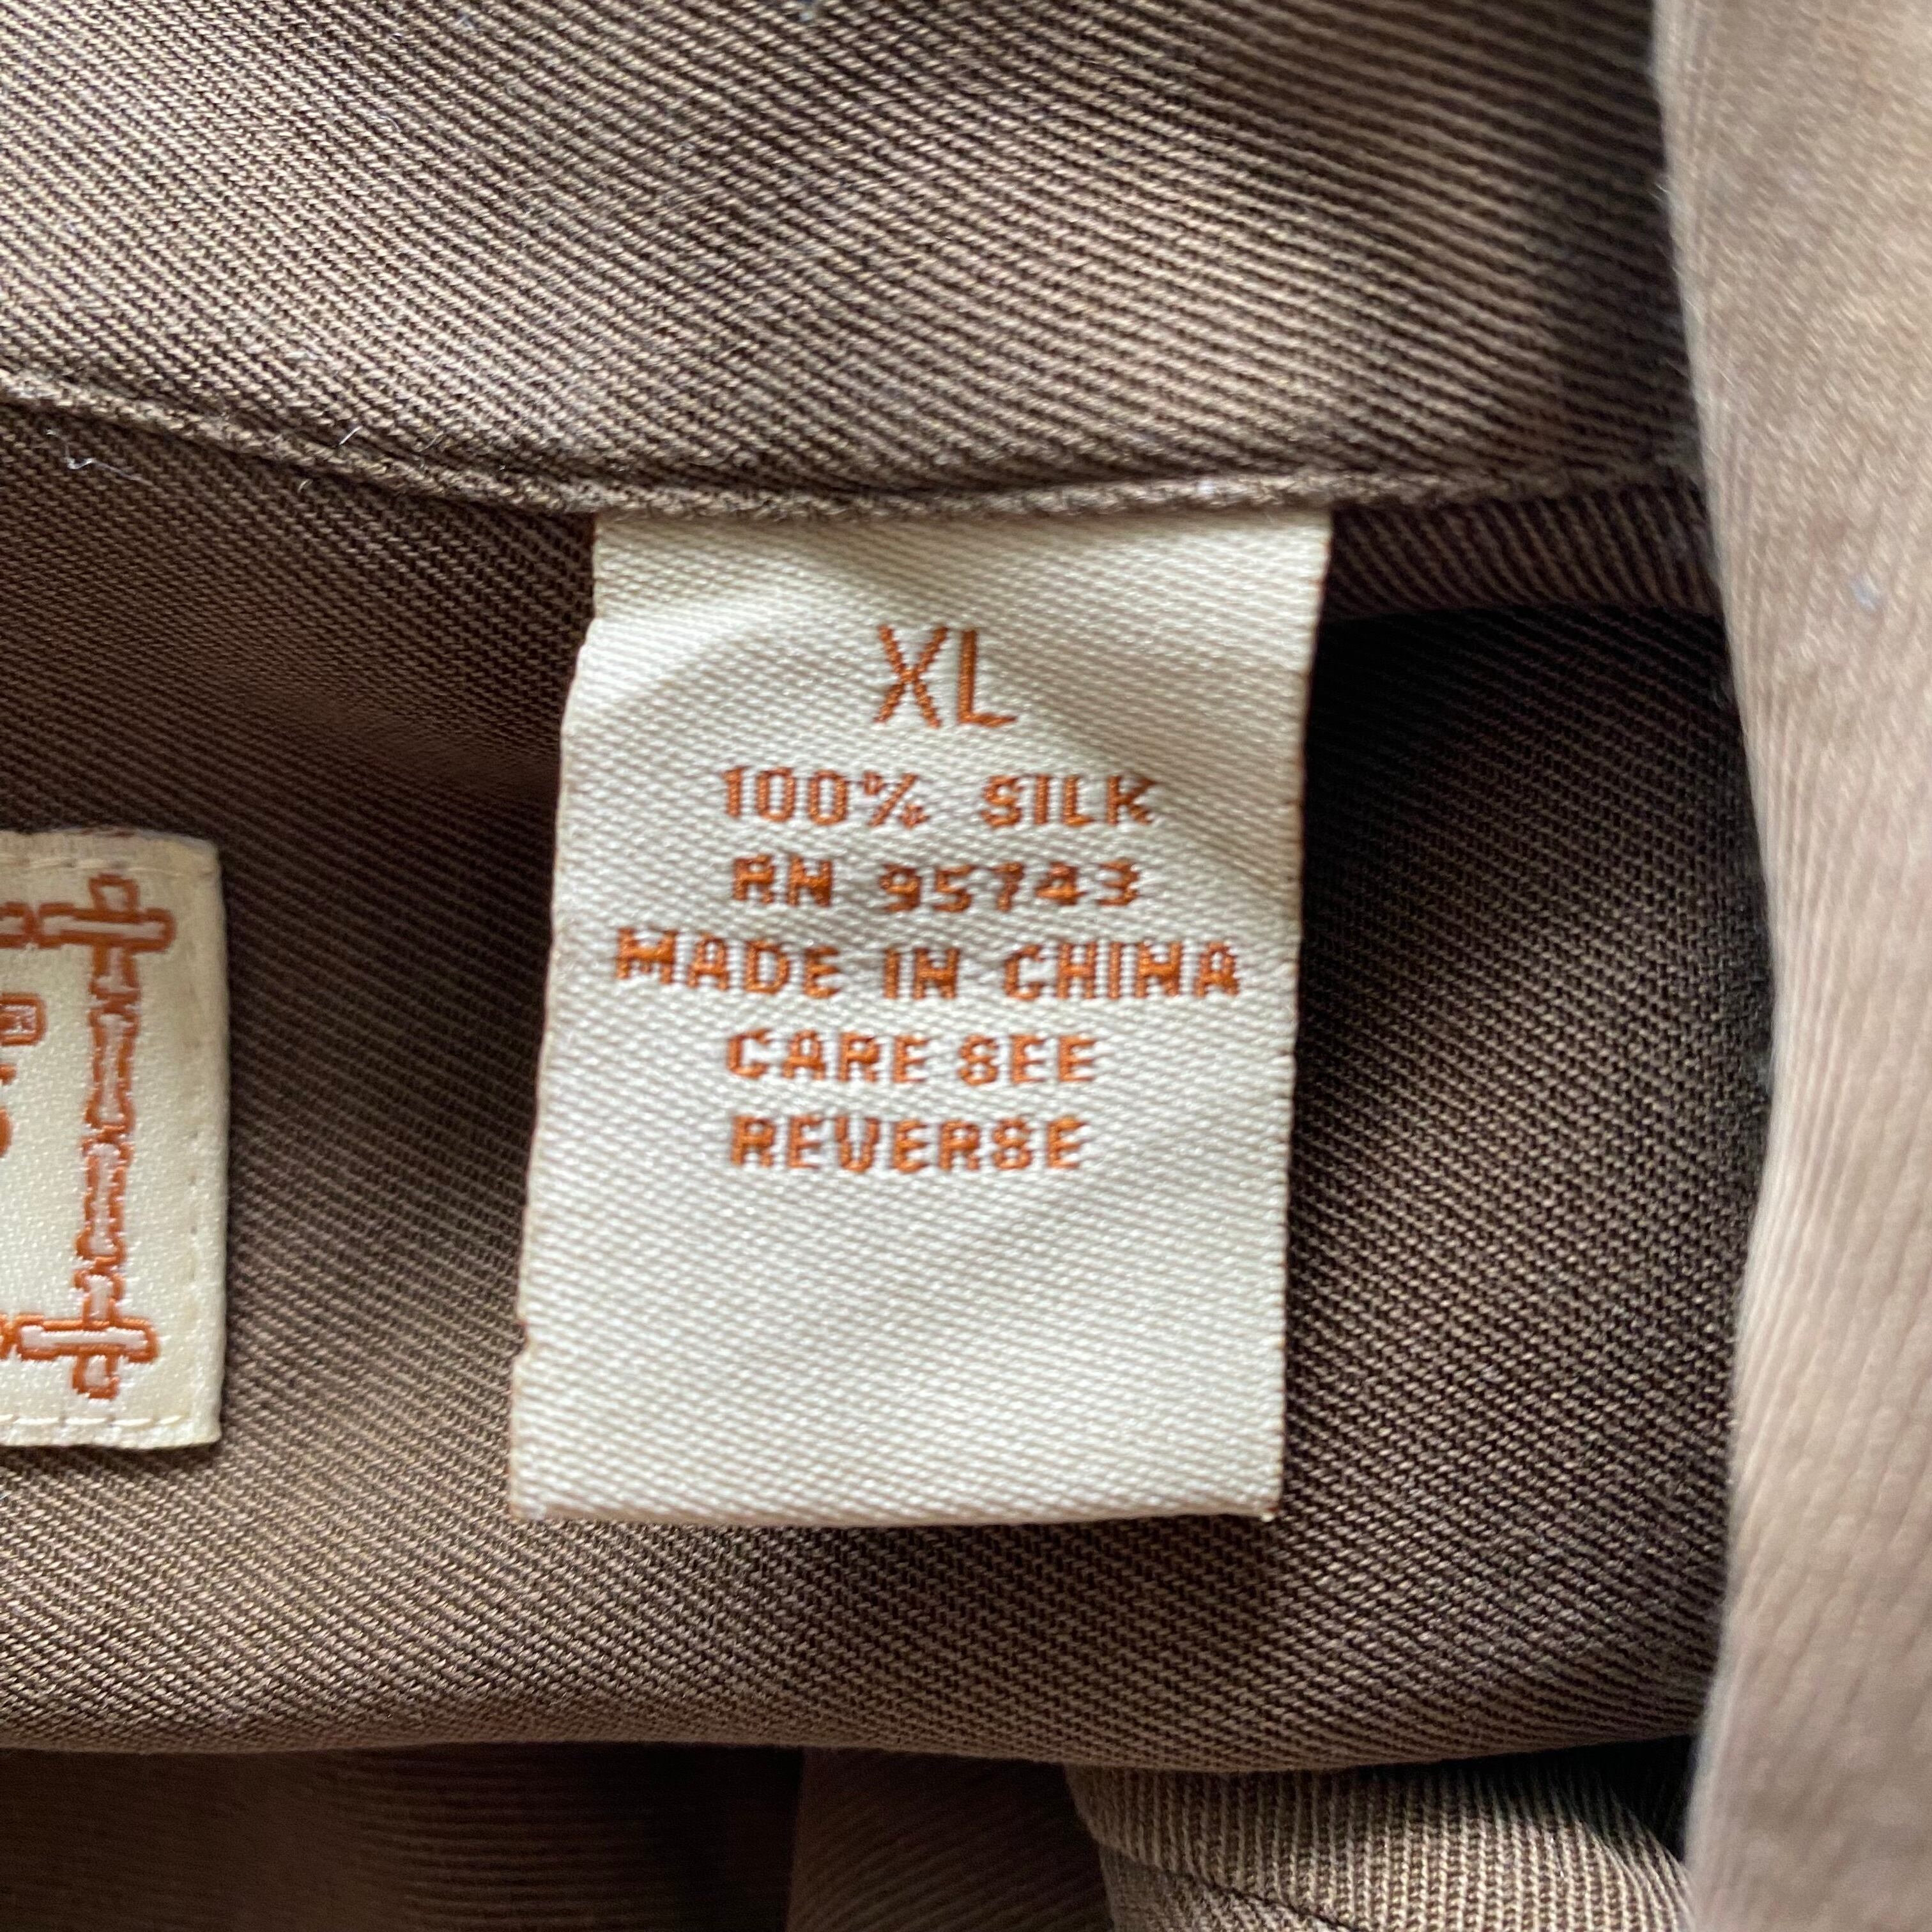 XL
100% SILK
RN 95743
MADE IN CHINA
CARE SEE
REVERSE